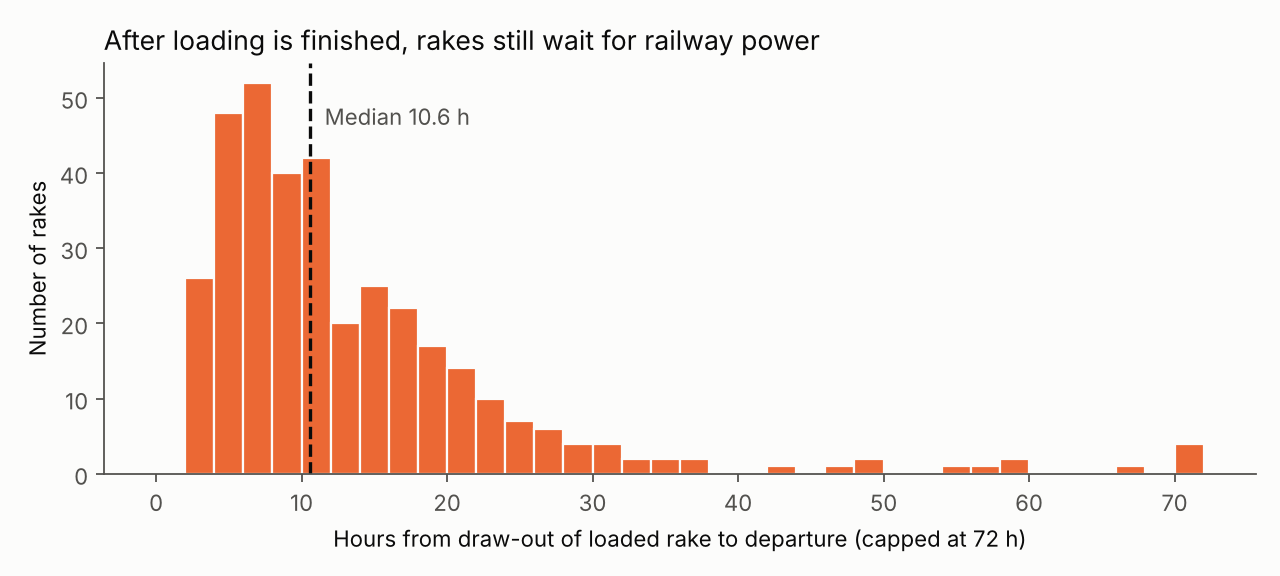 After loading is finished, rakes still wait for railway power
Median 10.6 h
Number of rakes
50
40
30
20
10
0
0 10 20 30 40 50 60 70
Hours from draw-out of loaded rake to departure (capped at 72 h)